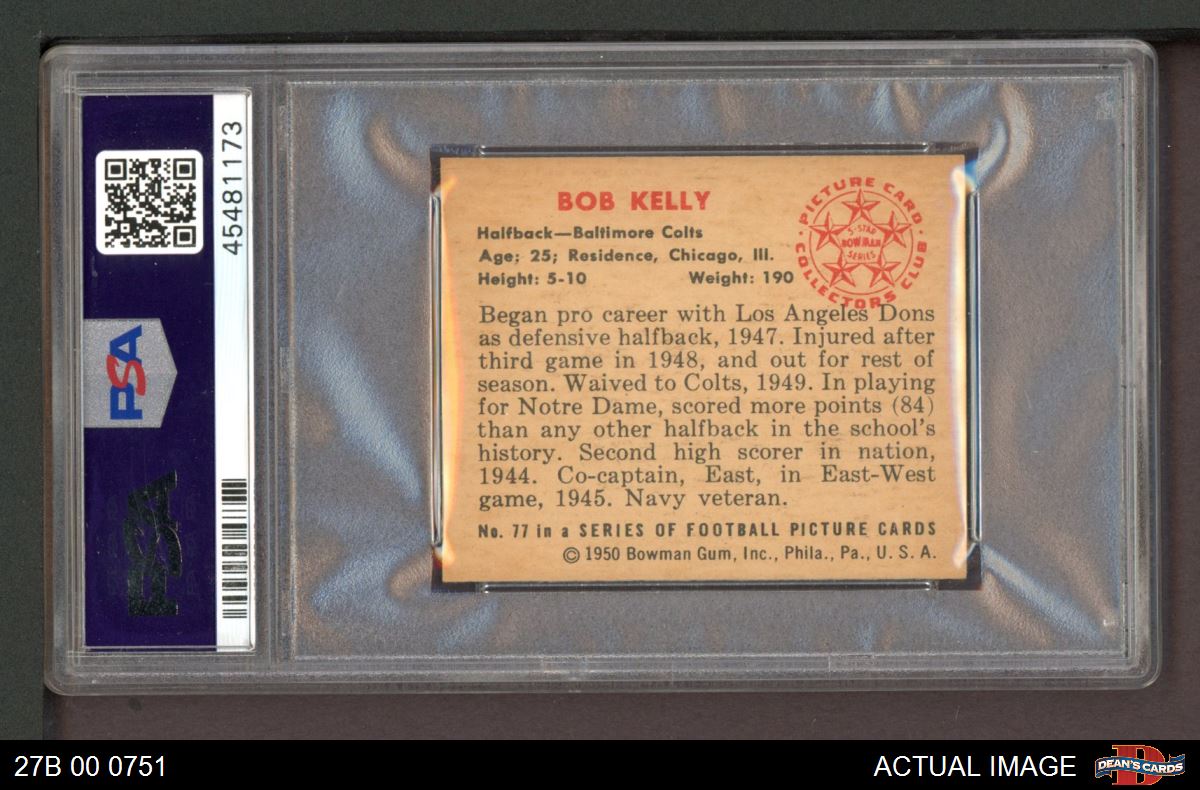 45481173
PSA
PSA
BOB KELLY
Halfback—Baltimore Colts
Age; 25; Residence, Chicago, Ill.
Height: 5-10 Weight: 190
PICTURE CARD
COLLECTORS CLUB
5-STAR
BOWMAN
SERIES
Began pro career with Los Angeles Dons
as defensive halfback, 1947. Injured after
third game in 1948, and out for rest of
season. Waived to Colts, 1949. In playing
for Notre Dame, scored more points (84)
than any other halfback in the school's
history. Second high scorer in nation,
1944. Co-captain, East, in East-West
game, 1945. Navy veteran.
No. 77 in a SERIES OF FOOTBALL PICTURE CARDS
© 1950 Bowman Gum, Inc., Phila., Pa., U. S. A.
27B 00 0751
ACTUAL IMAGE
DEAN'S CARDS